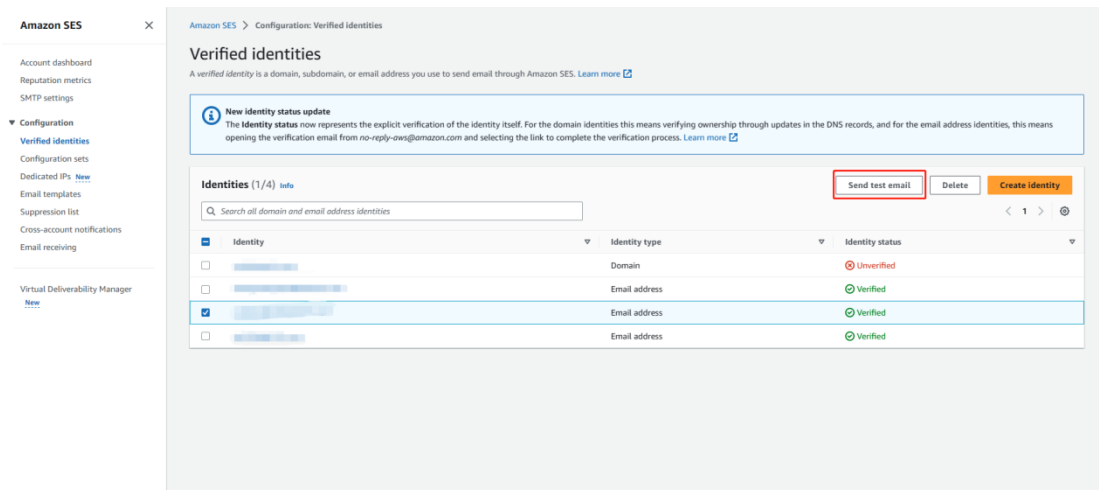 Amazon SES
Account dashboard
Reputation metrics
SMTP settings
Configuration
Verified identities
Configuration sets
Dedicated IPs New
Email templates
Suppression list
Cross-account notifications
Email receiving
Virtual Deliverability Manager
New
Amazon SES > Configuration: Verified identities
Verified identities
A verified identity is a domain, subdomain, or email address you use to send email through Amazon SES. Learn more
New identity status update
The Identity status now represents the explicit verification of the identity itself. For the domain identities this means verifying ownership through updates in the DNS records, and for the email address identities, this means
opening the verification email from no-reply-aws@amazon.com and selecting the link to complete the verification process. Learn more
Identities (1/4) Info
Send test email
Delete
Create identity
Search all domain and email address identities
< 1 >
Identity Identity type Identity status
Domain Unverified
Email address Verified
Email address Verified
Email address Verified